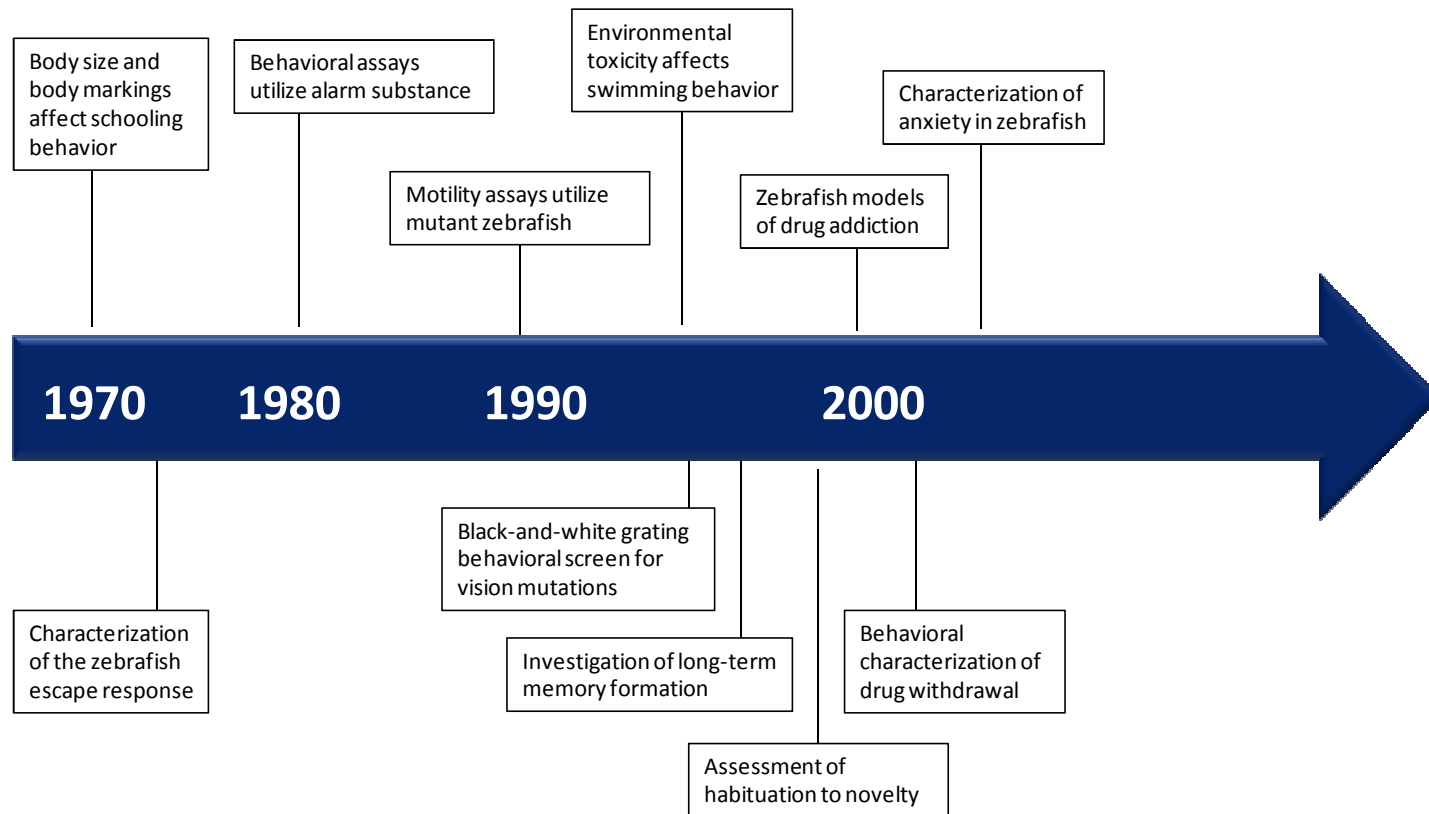 Body size and
body markings
affect schooling
behavior
Behavioral assays
utilize alarm substance
Environmental
toxicity affects
swimming behavior
Characterization of
anxiety in zebrafish
Motility assays utilize
mutant zebrafish
Zebrafish models
of drug addiction
1970
1980
1990
2000
Black-and-white grating
behavioral screen for
vision mutations
Characterization
of the zebrafish
escape response
Investigation of long-term
memory formation
Behavioral
characterization of
drug withdrawal
Assessment of
habituation to novelty